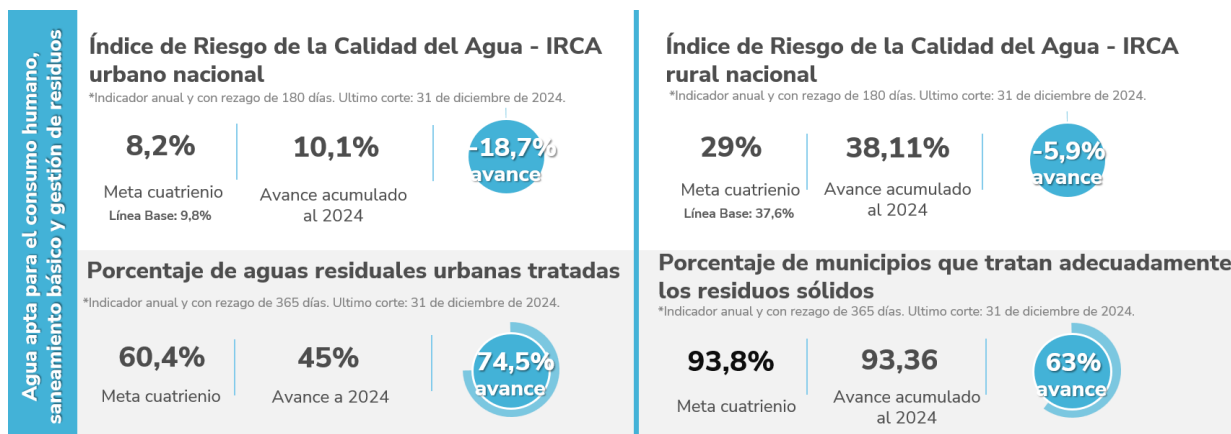 Agua apta para el consumo humano,
saneamiento básico y gestión de residuos
Índice de Riesgo de la Calidad del Agua - IRCA
urbano nacional
*Indicador anual y con rezago de 180 días. Ultimo corte: 31 de diciembre de 2024.
8,2%
Meta cuatrienio
Línea Base: 9,8%
10,1%
Avance acumulado
al 2024
-18,7%
avance
Índice de Riesgo de la Calidad del Agua - IRCA
rural nacional
*Indicador anual y con rezago de 180 días. Ultimo corte: 31 de diciembre de 2024.
29%
Meta cuatrienio
Línea Base: 37,6%
38,11%
Avance acumulado
al 2024
-5,9%
avance
Porcentaje de aguas residuales urbanas tratadas
*Indicador anual y con rezago de 365 días. Ultimo corte: 31 de diciembre de 2024.
60,4%
Meta cuatrienio
45%
Avance a 2024
74,5%
avance
Porcentaje de municipios que tratan adecuadamente
los residuos sólidos
*Indicador anual y con rezago de 365 días. Ultimo corte: 31 de diciembre de 2024.
93,8%
Meta cuatrienio
93,36
Avance acumulado
al 2024
63%
avance